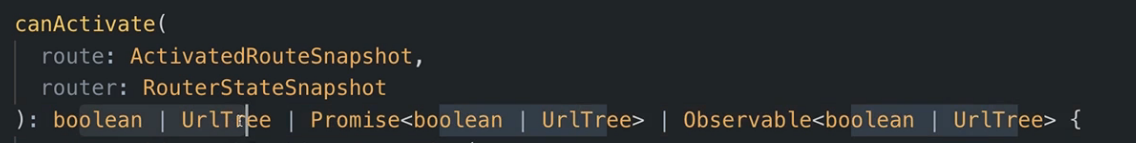 canActivate(
route: ActivatedRouteSnapshot,
router: RouterStateSnapshot
): boolean | UrlTree | Promise<boolean | UrlTree> | Observable<boolean | UrlTree> {